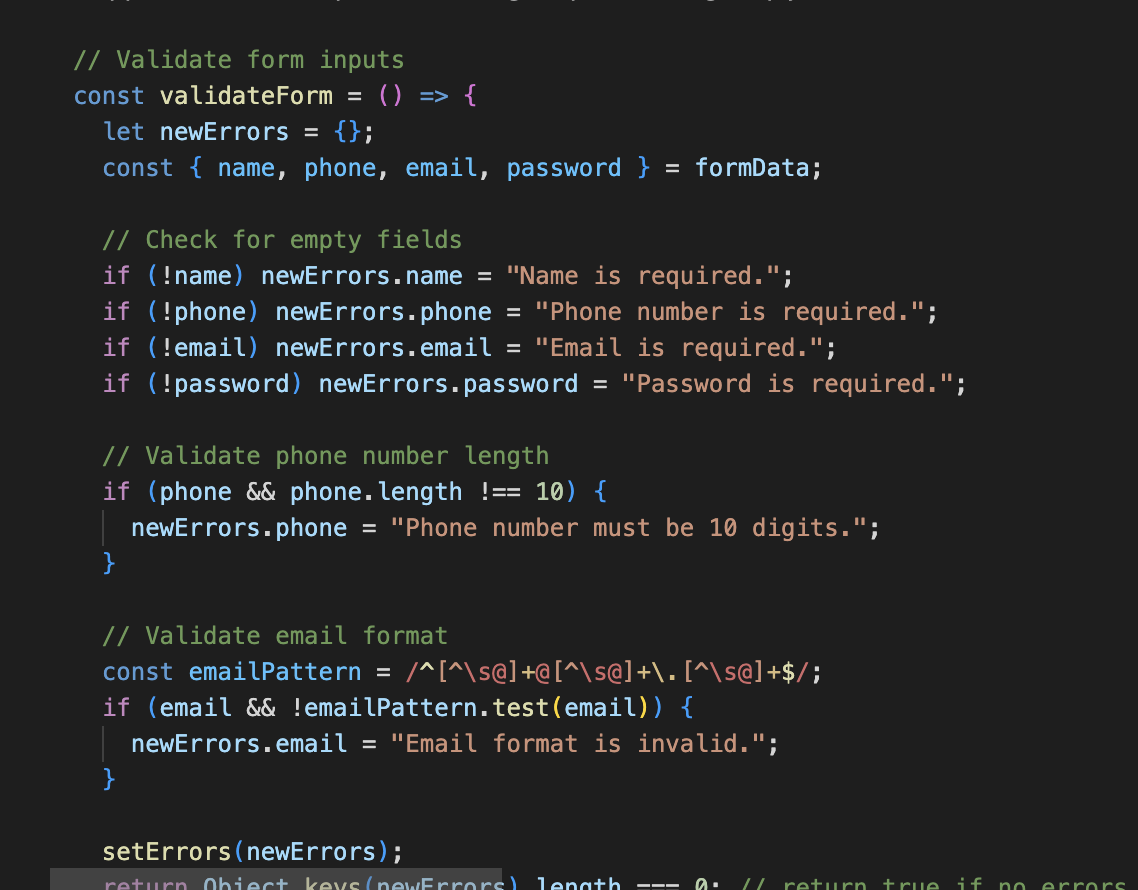 // Validate form inputs
const validateForm = () => {
let newErrors = {};
const { name, phone, email, password } = formData;
// Check for empty fields
if (!name) newErrors.name = "Name is required.";
if (!phone) newErrors.phone = "Phone number is required.";
if (!email) newErrors.email = "Email is required.";
if (!password) newErrors.password = "Password is required.";
// Validate phone number length
if (phone && phone.length !== 10) {
newErrors.phone = "Phone number must be 10 digits.";
}
// Validate email format
const emailPattern = /^[^\s@]+@[^\s@]+\.[^\s@]+$/;
if (email && !emailPattern.test(email)) {
newErrors.email = "Email format is invalid.";
}
setErrors(newErrors);
return Object.keys(newErrors).length === 0; // return true if no errors